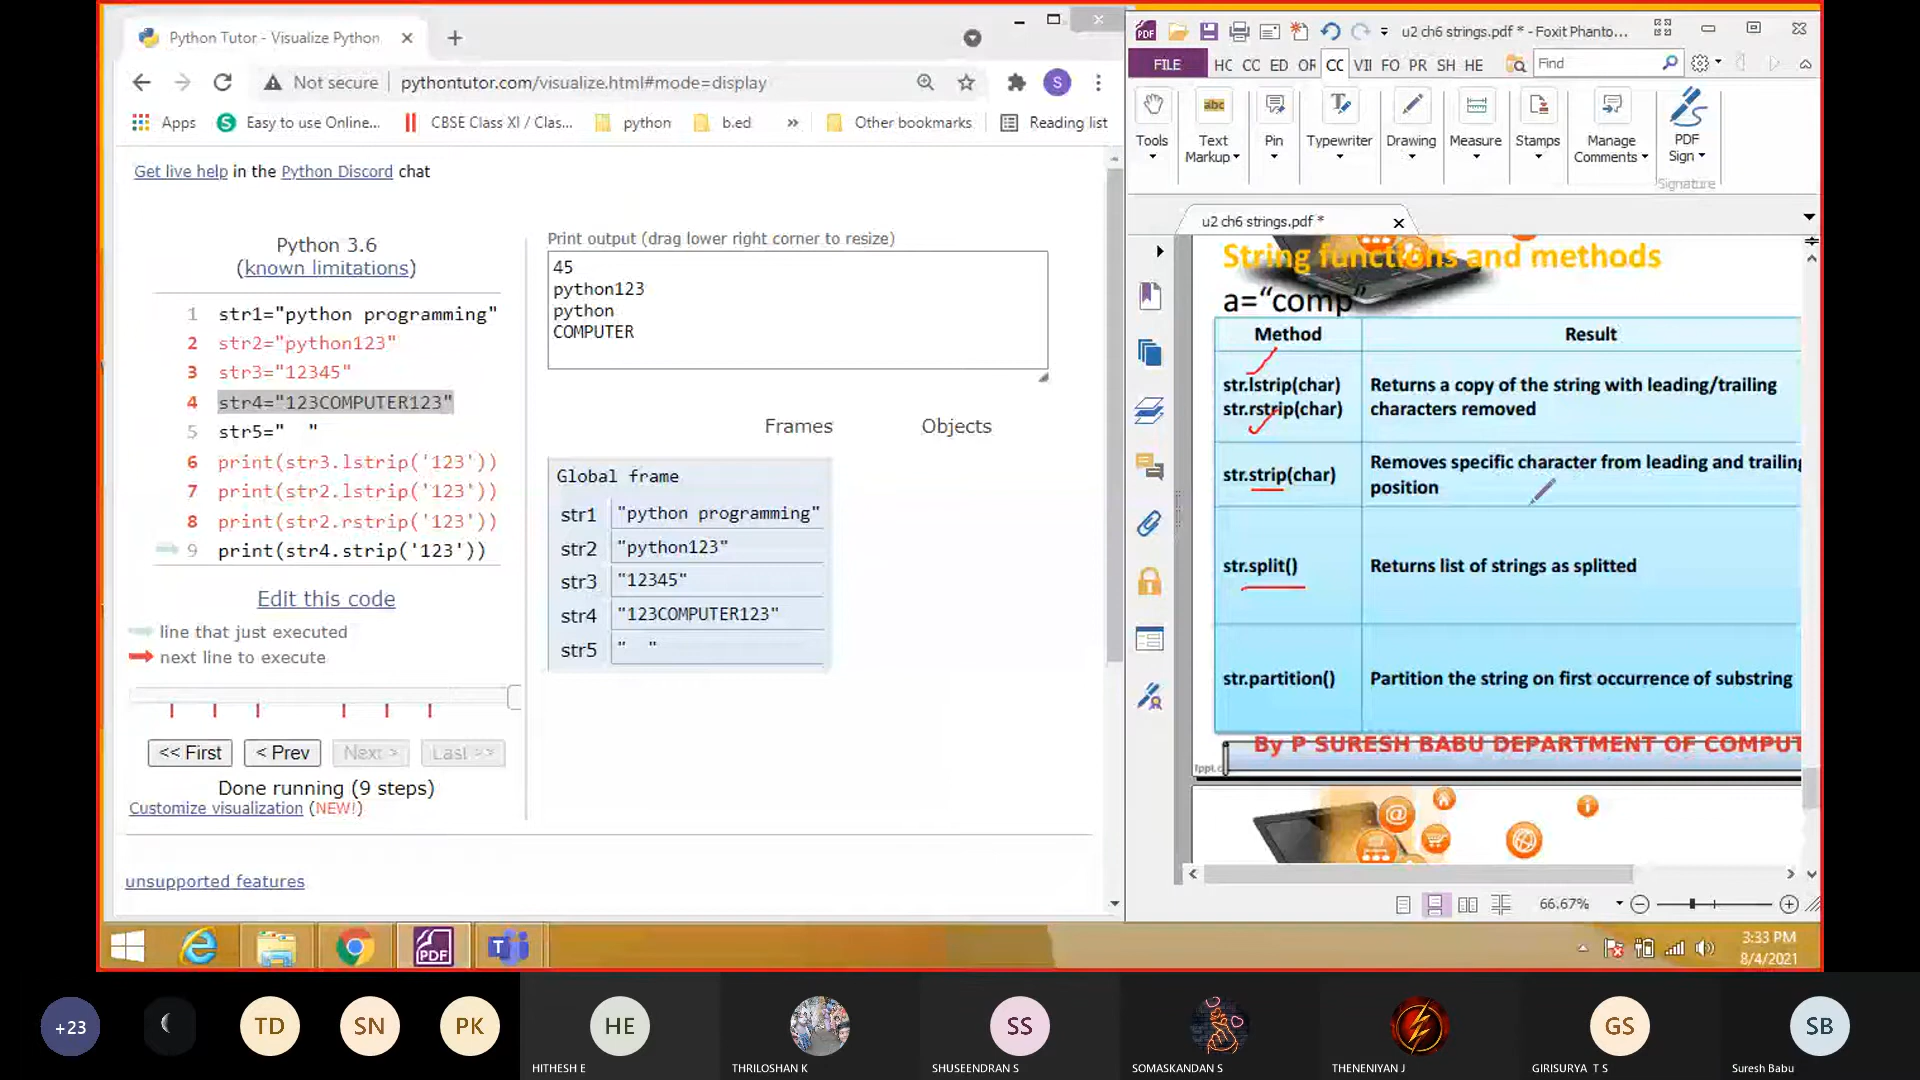 Python Tutor - Visualize Python
Not secure
pythontutor.com/visualize.html#mode=display
S
Apps
Easy to use Online...
CBSE Class XI / Clas...
python
b.ed
»
Other bookmarks
Reading list
Get live help in the Python Discord chat
Python 3.6
(known limitations)
1 str1="python programming"
2 str2="python123"
3 str3="12345"
4 str4="123COMPUTER123"
5 str5="  "
6 print(str3.lstrip('123'))
7 print(str2.lstrip('123'))
8 print(str2.rstrip('123'))
9 print(str4.strip('123'))
Edit this code
line that just executed
next line to execute
<< First
< Prev
Next >
Last >>
Done running (9 steps)
Customize visualization (NEW!)
unsupported features
Print output (drag lower right corner to resize)
45
python123
python
COMPUTER
Frames
Objects
Global frame
str1 "python programming"
str2 "python123"
str3 "12345"
str4 "123COMPUTER123"
str5 "  "
PDF
u2 ch6 strings.pdf * - Foxit Phanto...
FILE
HC CC ED OR CC VII FO PR SH HE
Find
Tools
abc
Text Markup
Pin
Typewriter
Drawing
Measure
Stamps
Manage Comments
PDF Sign
Signature
u2 ch6 strings.pdf *
String functions and methods
a=“comp”
Method
Result
str.lstrip(char)
str.rstrip(char)
Returns a copy of the string with leading/trailing
characters removed
str.strip(char)
Removes specific character from leading and trailing
position
str.split()
Returns list of strings as splitted
str.partition()
Partition the string on first occurrence of substring
By P SURESH BABU DEPARTMENT OF COMPUT
66.67%
PDF
T
3:33 PM
8/4/2021
+23
TD
SN
PK
HE
HITHESH E
THRILOSHAN K
SS
SHUSEENDRAN S
SOMASKANDAN S
THENENIYAN J
GS
GIRISURYA T S
SB
Suresh Babu